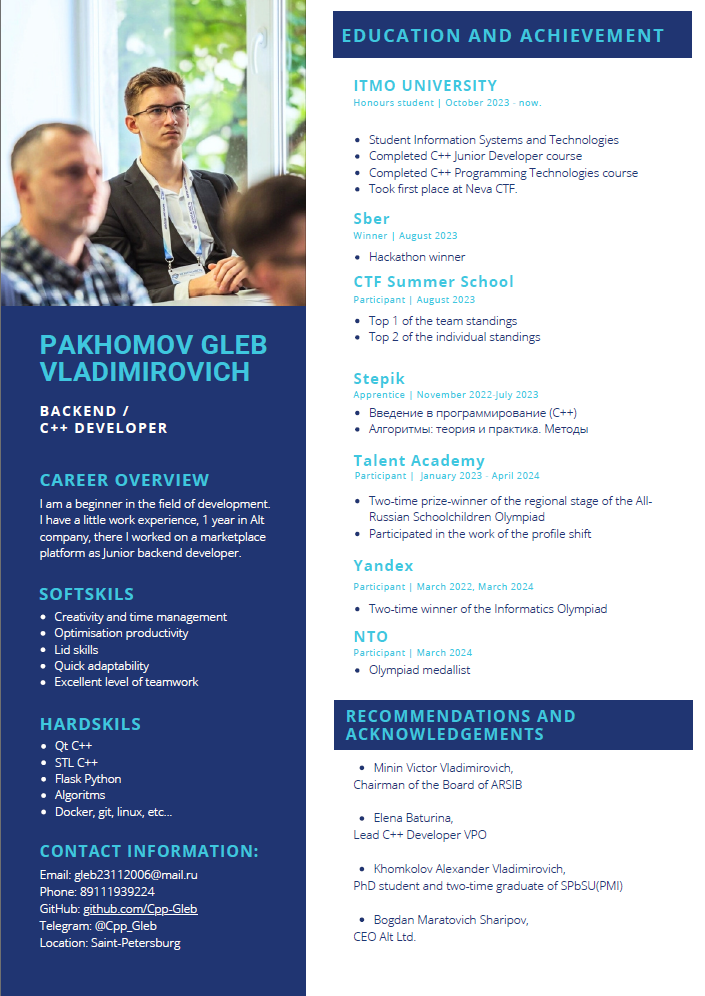 PAKHOMOV GLEB
VLADIMIROVICH
BACKEND /
C++ DEVELOPER
CAREER OVERVIEW
I am a beginner in the field of development.
I have a little work experience, 1 year in Alt
company, there I worked on a marketplace
platform as Junior backend developer.
SOFTSKILS
Creativity and time management
Optimisation productivity
Lid skills
Quick adaptability
Excellent level of teamwork
HARDSKILS
Qt C++
STL C++
Flask Python
Algoritms
Docker, git, linux, etc...
CONTACT INFORMATION:
Email: gleb23112006@mail.ru
Phone: 89111939224
GitHub: github.com/Cpp-Gleb
Telegram: @Cpp_Gleb
Location: Saint-Petersburg
EDUCATION AND ACHIEVEMENT
ITMO UNIVERSITY
Honours student | October 2023 - now.
Student Information Systems and Technologies
Completed C++ Junior Developer course
Completed C++ Programming Technologies course
Took first place at Neva CTF.
Sber
Winner | August 2023
Hackathon winner
CTF Summer School
Participant | August 2023
Top 1 of the team standings
Top 2 of the individual standings
Stepik
Apprentice | November 2022-July 2023
Введение в программирование (C++)
Алгоритмы: теория и практика. Методы
Talent Academy
Participant | January 2023 - April 2024
Two-time prize-winner of the regional stage of the All-
Russian Schoolchildren Olympiad
Participated in the work of the profile shift
Yandex
Participant | March 2022, March 2024
Two-time winner of the Informatics Olympiad
NTO
Participant | March 2024
Olympiad medallist
RECOMMENDATIONS AND
ACKNOWLEDGEMENTS
Minin Victor Vladimirovich,
Chairman of the Board of ARSIB
Elena Baturina,
Lead C++ Developer VPO
Khomkolov Alexander Vladimirovich,
PhD student and two-time graduate of SPbSU(PMI)
Bogdan Maratovich Sharipov,
CEO Alt Ltd.